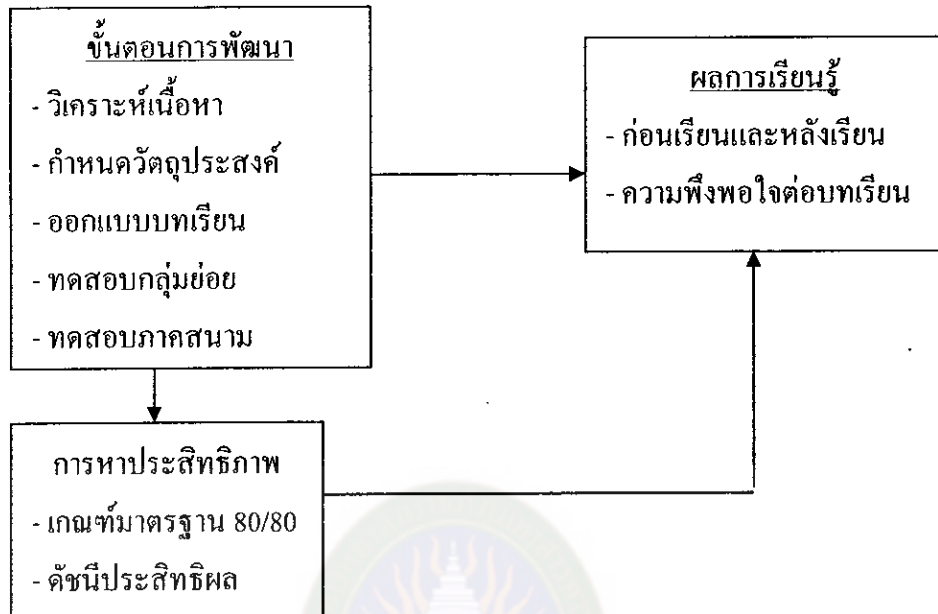 ขั้นตอนการพัฒนา
- วิเคราะห์เนื้อหา
- กำหนดวัตถุประสงค์
- ออกแบบบทเรียน
- ทดสอบกลุ่มย่อย
- ทดสอบภาคสนาม
ผลการเรียนรู้
- ก่อนเรียนและหลังเรียน
- ความพึงพอใจต่อบทเรียน
การหาประสิทธิภาพ
- เกณฑ์มาตรฐาน 80/80
- ดัชนีประสิทธิผล